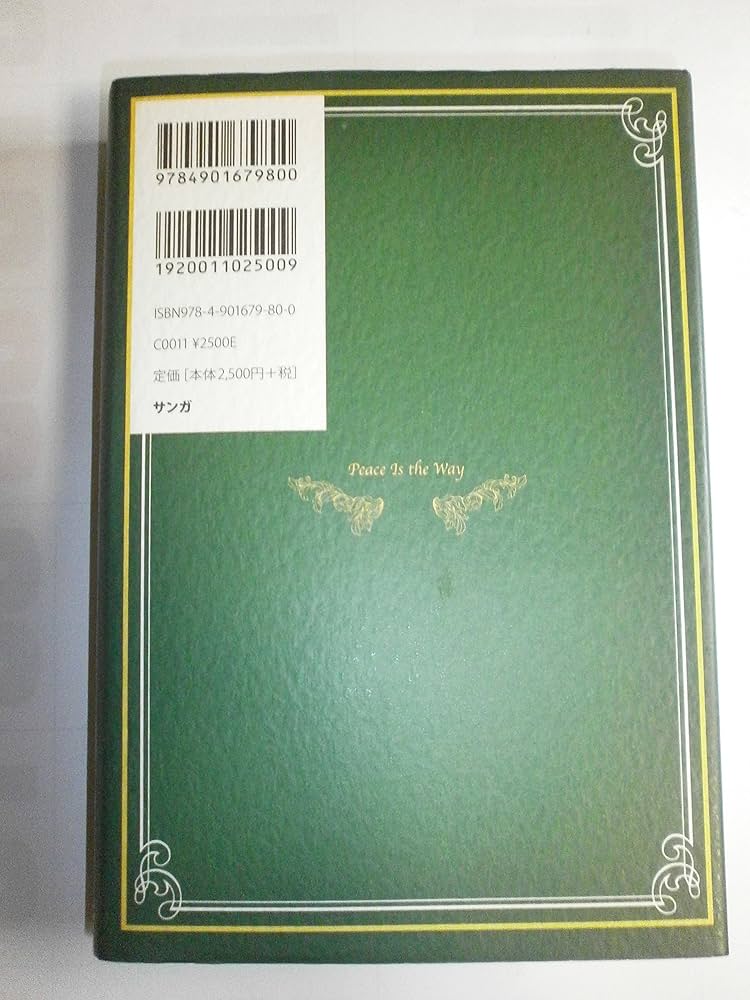 9784901679800
1920011025009
ISBN978-4-901679-80-0
C0011 ¥2500E
定価 [本体2,500円＋税]
サンガ
Peace Is the Way